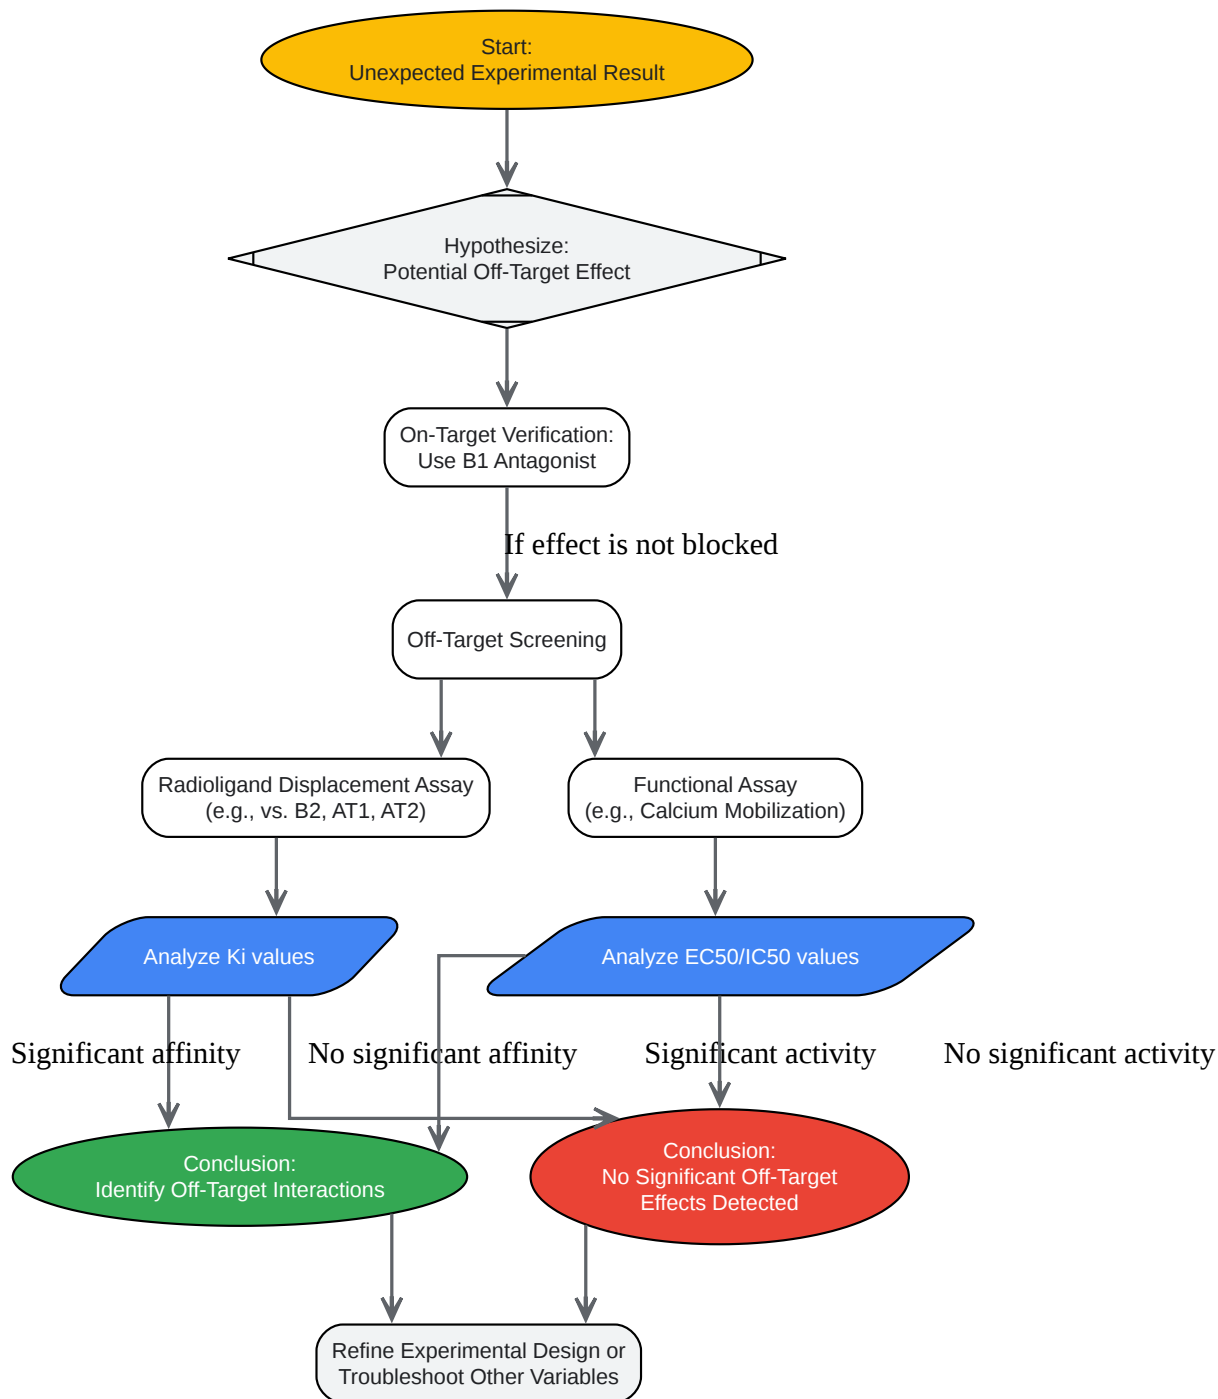 Start:
Unexpected Experimental Result
Hypothesize:
Potential Off-Target Effect
On-Target Verification:
Use B1 Antagonist
If effect is not blocked
Off-Target Screening
Radioligand Displacement Assay
(e.g., vs. B2, AT1, AT2)
Functional Assay
(e.g., Calcium Mobilization)
Analyze Ki values
Analyze EC50/IC50 values
Significant affinity
No significant affinity
Significant activity
No significant activity
Conclusion:
Identify Off-Target Interactions
Conclusion:
No Significant Off-Target
Effects Detected
Refine Experimental Design or
Troubleshoot Other Variables